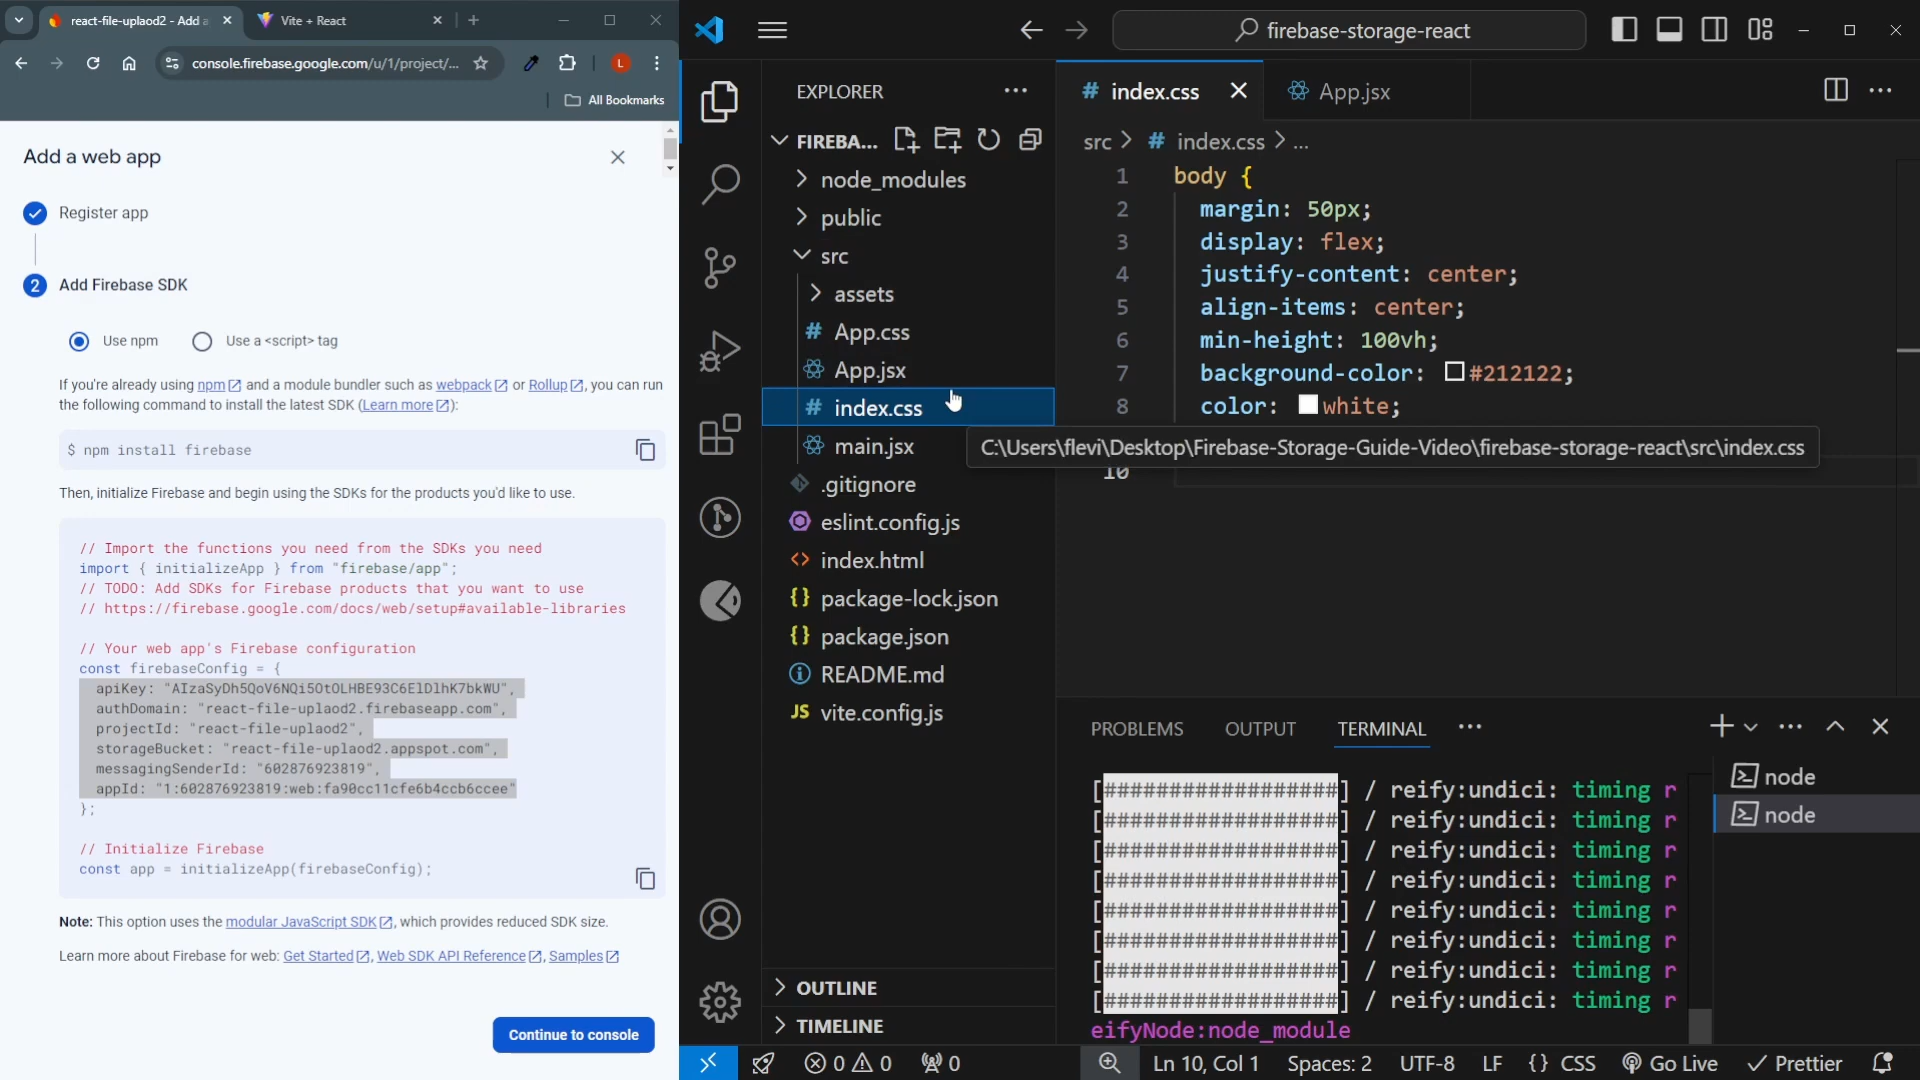 react-file-uplaod2 - Add a
Vite + React
console.firebase.google.com/u/1/project/...
L
All Bookmarks
Add a web app
Register app
2 Add Firebase SDK
Use npm
Use a <script> tag
If you're already using npm and a module bundler such as webpack or Rollup, you can run
the following command to install the latest SDK (Learn more):
$ npm install firebase
Then, initialize Firebase and begin using the SDKs for the products you'd like to use.
// Import the functions you need from the SDKs you need
import { initializeApp } from "firebase/app";
// TODO: Add SDKs for Firebase products that you want to use
// https://firebase.google.com/docs/web/setup#available-libraries
// Your web app's Firebase configuration
const firebaseConfig = {
apiKey: "AIzaSyDh5QoV6NQi5OtOLHBE93C6ElDlhK7bkWU",
authDomain: "react-file-uplaod2.firebaseapp.com",
projectId: "react-file-uplaod2",
storageBucket: "react-file-uplaod2.appspot.com",
messagingSenderId: "602876923819",
appId: "1:602876923819:web:fa90cc11cfe6b4ccb6ccee"
};
// Initialize Firebase
const app = initializeApp(firebaseConfig);
Note: This option uses the modular JavaScript SDK, which provides reduced SDK size.
Learn more about Firebase for web: Get Started, Web SDK API Reference, Samples
Continue to console
firebase-storage-react
EXPLORER
FIREBA...
node_modules
public
src
assets
# App.css
App.jsx
# index.css
main.jsx
.gitignore
eslint.config.js
<> index.html
{} package-lock.json
{} package.json
README.md
JS vite.config.js
OUTLINE
TIMELINE
# index.css
App.jsx
src > # index.css > ...
1 body {
2 margin: 50px;
3 display: flex;
4 justify-content: center;
5 align-items: center;
6 min-height: 100vh;
7 background-color: #212122;
8 color: white;
C:\Users\flevi\Desktop\Firebase-Storage-Guide-Video\firebase-storage-react\src\index.css
10
PROBLEMS
OUTPUT
TERMINAL
[##################] / reify:undici: timing r
[##################] / reify:undici: timing r
[##################] / reify:undici: timing r
[##################] / reify:undici: timing r
[##################] / reify:undici: timing r
[##################] / reify:undici: timing r
[##################] / reify:undici: timing r
[##################] / reify:undici: timing r
eifyNode:node_module
node
node
0 0
0
Ln 10, Col 1
Spaces: 2
UTF-8
LF
{} CSS
Go Live
Prettier